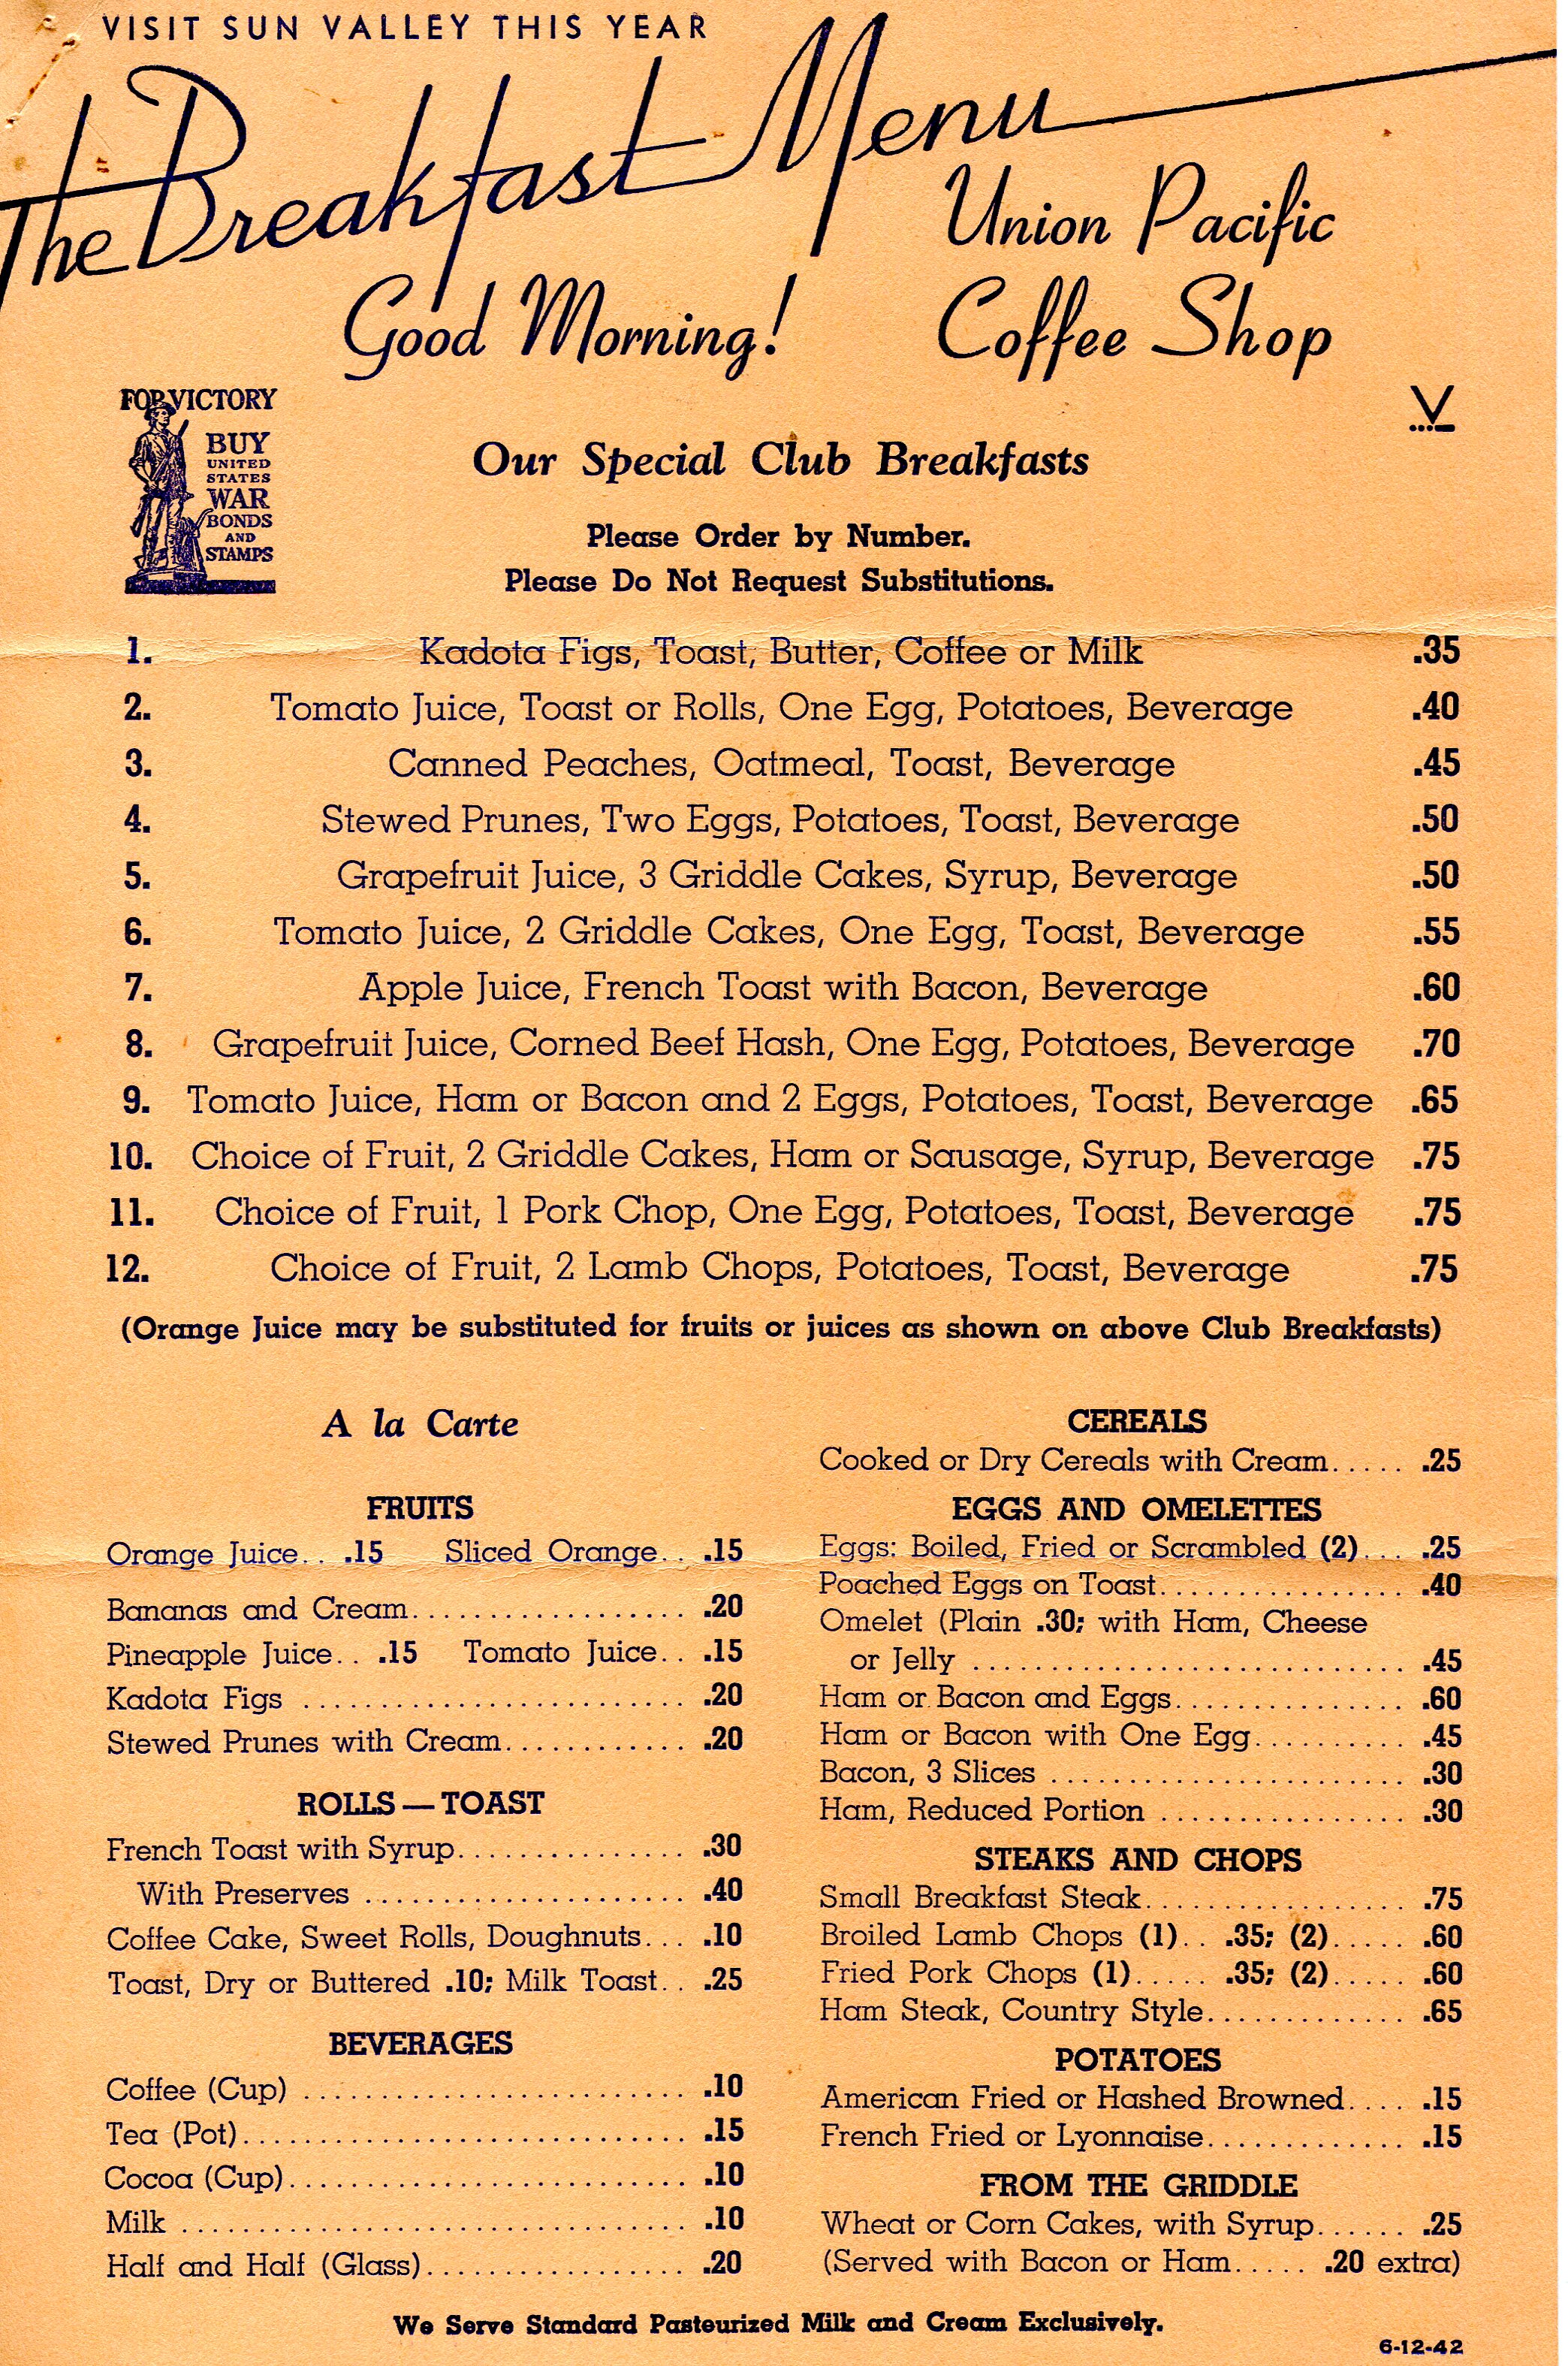 VISIT SUN VALLEY THIS YEAR
The Breakfast Menu
Union Pacific
Good Morning! Coffee Shop
FOR VICTORY
BUY
UNITED
STATES
WAR
BONDS
AND
STAMPS
V
...—
Our Special Club Breakfasts
Please Order by Number.
Please Do Not Request Substitutions.
1. Kadota Figs, Toast, Butter, Coffee or Milk .35
2. Tomato Juice, Toast or Rolls, One Egg, Potatoes, Beverage .40
3. Canned Peaches, Oatmeal, Toast, Beverage .45
4. Stewed Prunes, Two Eggs, Potatoes, Toast, Beverage .50
5. Grapefruit Juice, 3 Griddle Cakes, Syrup, Beverage .50
6. Tomato Juice, 2 Griddle Cakes, One Egg, Toast, Beverage .55
7. Apple Juice, French Toast with Bacon, Beverage .60
8. Grapefruit Juice, Corned Beef Hash, One Egg, Potatoes, Beverage .70
9. Tomato Juice, Ham or Bacon and 2 Eggs, Potatoes, Toast, Beverage .65
10. Choice of Fruit, 2 Griddle Cakes, Ham or Sausage, Syrup, Beverage .75
11. Choice of Fruit, 1 Pork Chop, One Egg, Potatoes, Toast, Beverage .75
12. Choice of Fruit, 2 Lamb Chops, Potatoes, Toast, Beverage .75
(Orange Juice may be substituted for fruits or juices as shown on above Club Breakfasts)
A la Carte
FRUITS
Orange Juice.. .15 Sliced Orange.. .15
Bananas and Cream.................. .20
Pineapple Juice.. .15 Tomato Juice.. .15
Kadota Figs ......................... .20
Stewed Prunes with Cream............ .20
ROLLS — TOAST
French Toast with Syrup............... .30
With Preserves ..................... .40
Coffee Cake, Sweet Rolls, Doughnuts... .10
Toast, Dry or Buttered .10; Milk Toast.. .25
BEVERAGES
Coffee (Cup) ......................... .10
Tea (Pot)............................. .15
Cocoa (Cup).......................... .10
Milk ................................. .10
Half and Half (Glass)................. .20
CEREALS
Cooked or Dry Cereals with Cream..... .25
EGGS AND OMELETTES
Eggs: Boiled, Fried or Scrambled (2)... .25
Poached Eggs on Toast................ .40
Omelet (Plain .30; with Ham, Cheese
or Jelly ............................ .45
Ham or Bacon and Eggs............... .60
Ham or Bacon with One Egg.......... .45
Bacon, 3 Slices ....................... .30
Ham, Reduced Portion ................ .30
STEAKS AND CHOPS
Small Breakfast Steak................. .75
Broiled Lamb Chops (1).. .35; (2)..... .60
Fried Pork Chops (1)..... .35; (2)..... .60
Ham Steak, Country Style............. .65
POTATOES
American Fried or Hashed Browned.... .15
French Fried or Lyonnaise............. .15
FROM THE GRIDDLE
Wheat or Corn Cakes, with Syrup...... .25
(Served with Bacon or Ham..... .20 extra)
We Serve Standard Pasteurized Milk and Cream Exclusively.
6-12-42